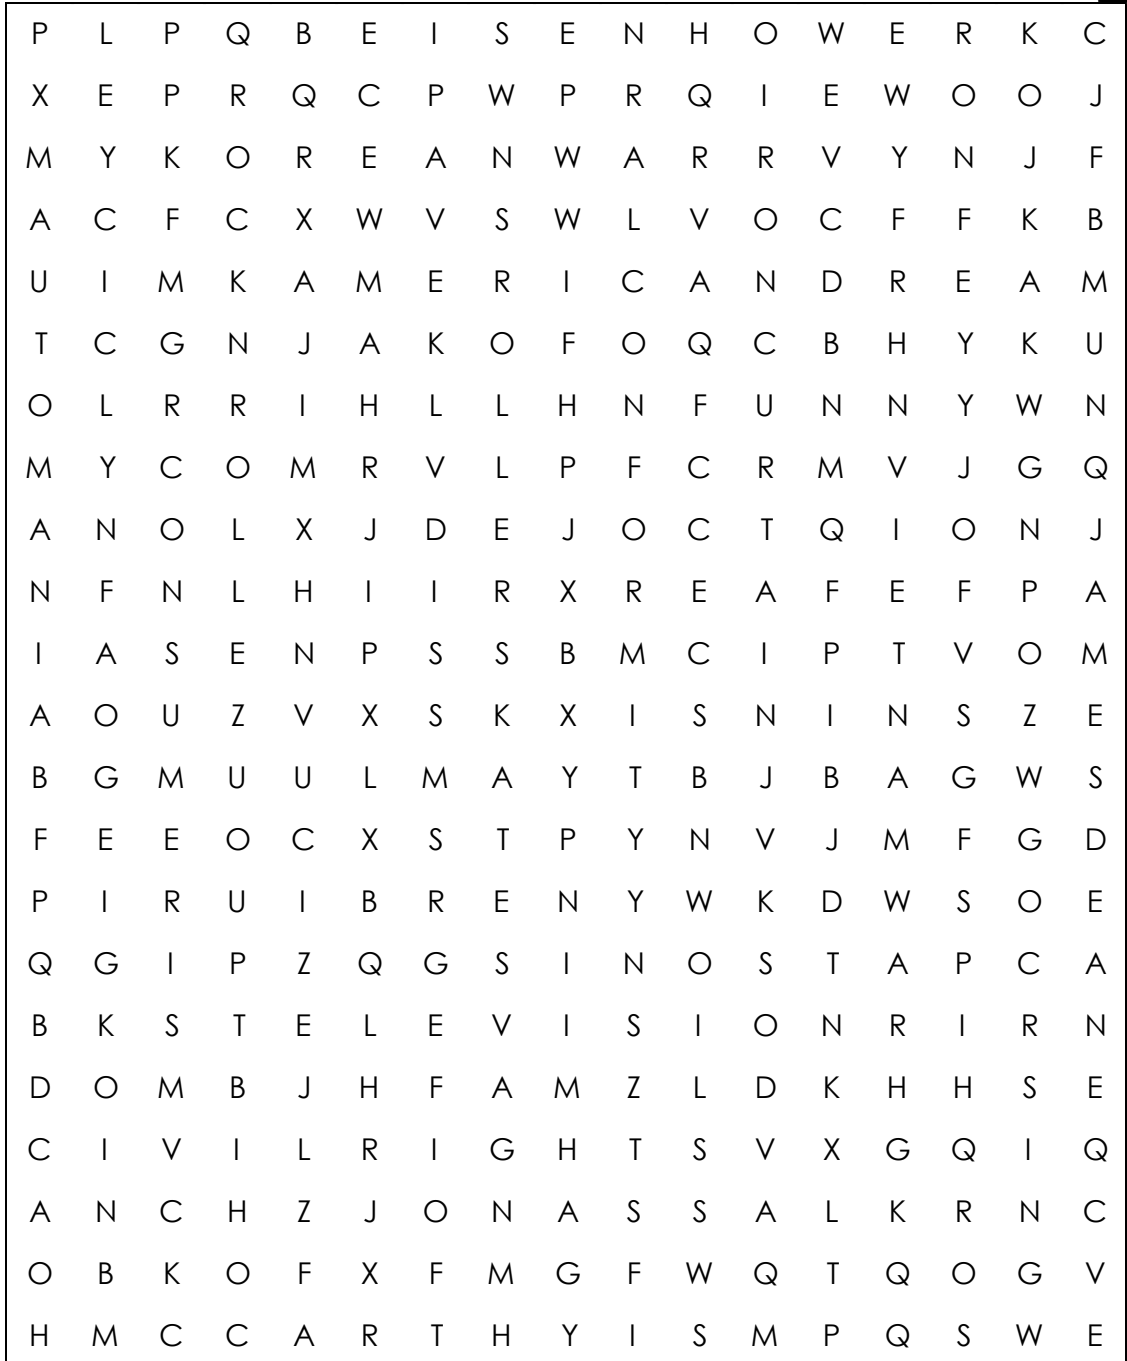 P L P Q B E I S E N H O W E R K C
X E P R Q C P W P R Q I E W O O J
M Y K O R E A N W A R R V Y N J F
A C F C X W V S W L V O C F F K B
U I M K A M E R I C A N D R E A M
T C G N J A K O F O Q C B H Y K U
O L R R I H L L H N F U N N Y W N
M Y C O M R V L P F C R M V J G Q
A N O L X J D E J O C T Q I O N J
N F N L H I I R X R E A F E F P A
I A S E N P S S B M C I P T V O M
A O U Z V X S K X I S N I N S Z E
B G M U U L M A Y T B J B A G W S
F E E O C X S T P Y N V J M F G D
P I R U I B R E N Y W K D W S O E
Q G I P Z Q G S I N O S T A P C A
B K S T E L E V I S I O N R I R N
D O M B J H F A M Z L D K H H S E
C I V I L R I G H T S V X G Q I Q
A N C H Z J O N A S S A L K R N C
O B K O F X F M G F W Q T Q O G V
H M C C A R T H Y I S M P Q S W E